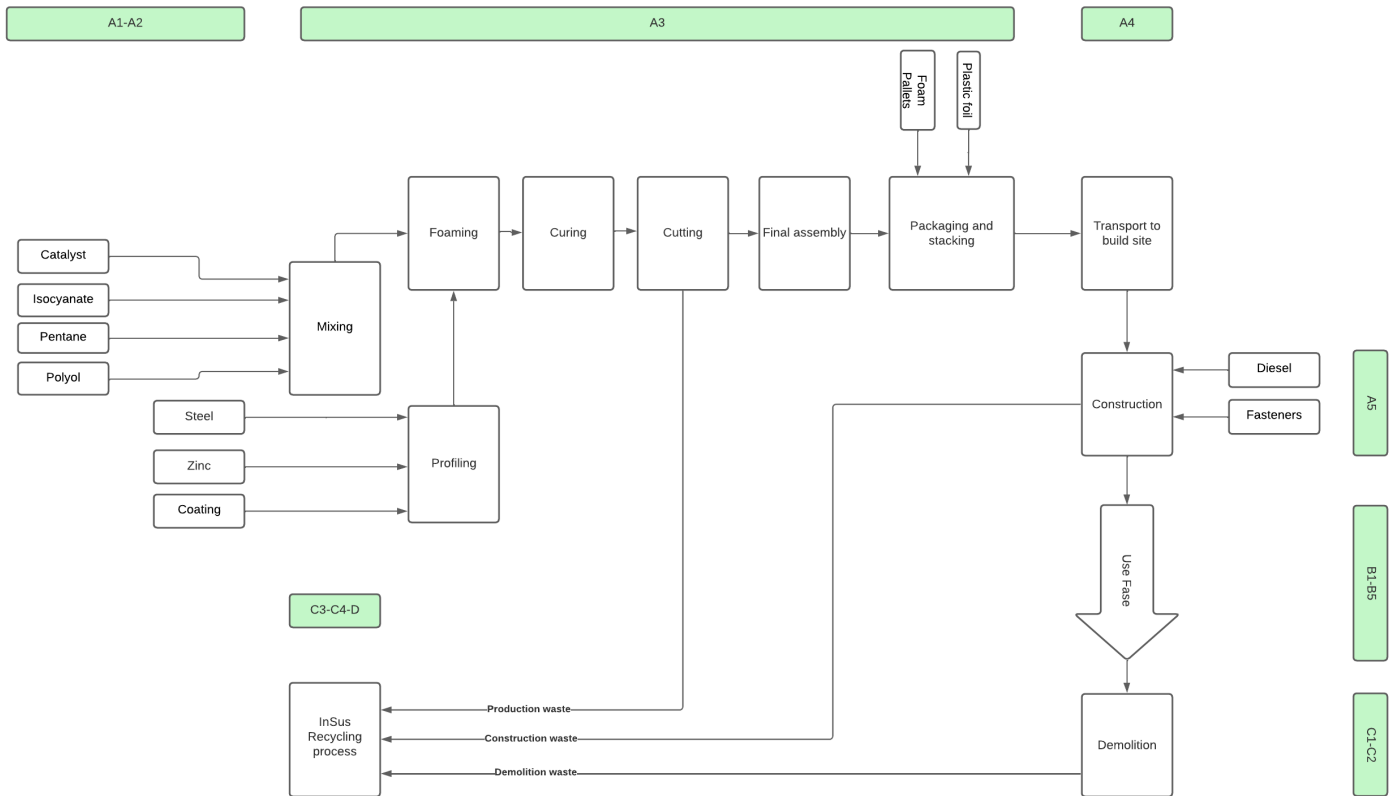 A1-A2
A3
A4
Foam
Pallets
Plastic foil
Foaming
Curing
Cutting
Final assembly
Packaging and
stacking
Transport to
build site
Catalyst
Isocyanate
Pentane
Polyol
Mixing
Steel
Zinc
Coating
Profiling
Construction
Diesel
Fasteners
A5
Use Fase
B1-B5
C3-C4-D
InSus
Recycling
process
Production waste
Construction waste
Demolition waste
Demolition
C1-C2